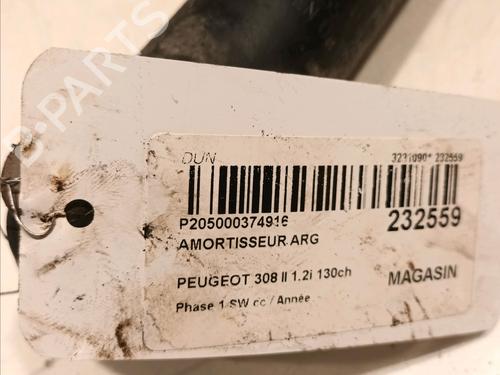 B-PARTS
DUN 3231090* 232559
P205000374916 232559
AMORTISSEUR.ARG
PEUGEOT 308 II 1.2i 130ch MAGASIN
Phase 1 SW cc / Année